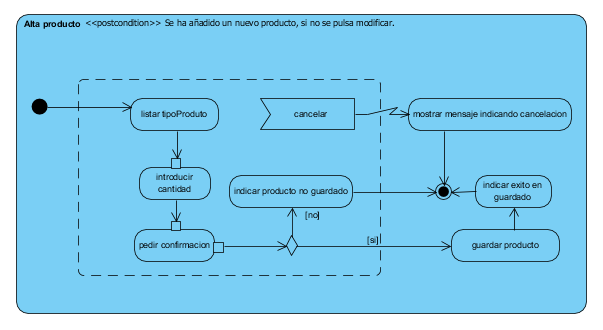 Alta producto <<postcondition>> Se ha añadido un nuevo producto, si no se pulsa modificar.
listar tipoProduto
cancelar
mostrar mensaje indicando cancelacion
introducir
cantidad
indicar producto no guardado
indicar exito en
guardado
[no]
pedir confirmacion
[si]
guardar producto